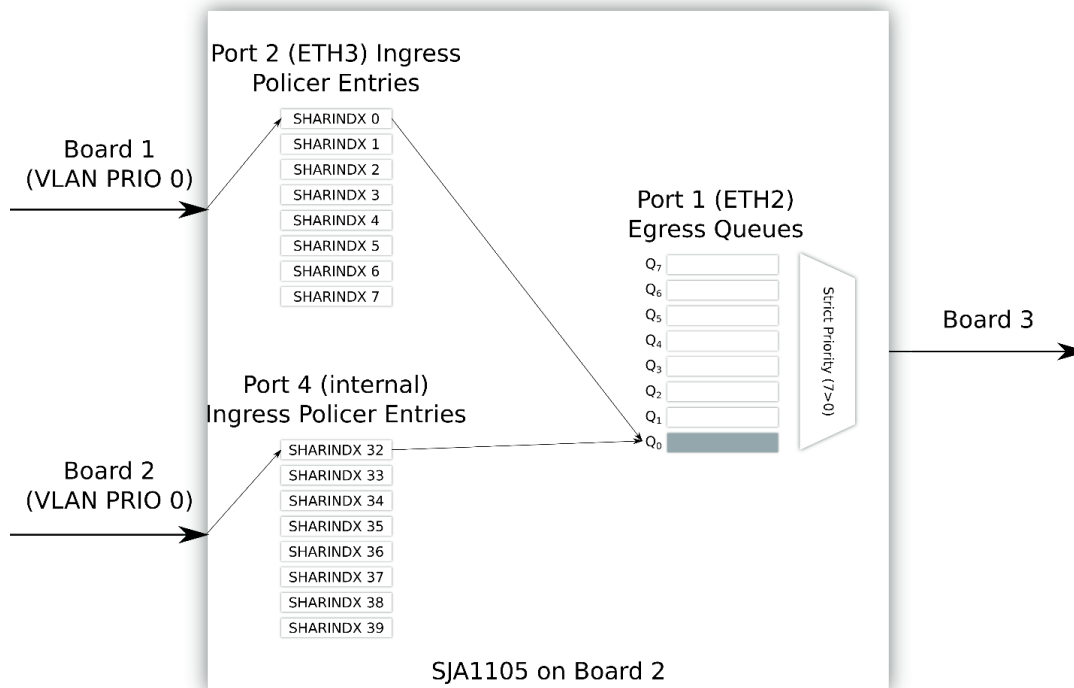 Port 2 (ETH3) Ingress
Policer Entries
SHARINDX 0
SHARINDX 1
SHARINDX 2
SHARINDX 3
SHARINDX 4
SHARINDX 5
SHARINDX 6
SHARINDX 7
Board 1
(VLAN PRIO 0)
Port 4 (internal)
Ingress Policer Entries
SHARINDX 32
SHARINDX 33
SHARINDX 34
SHARINDX 35
SHARINDX 36
SHARINDX 37
SHARINDX 38
SHARINDX 39
Board 2
(VLAN PRIO 0)
Port 1 (ETH2)
Egress Queues
Q₇
Q₆
Q₅
Q₄
Q₃
Q₂
Q₁
Q₀
Strict Priority (7>0)
Board 3
SJA1105 on Board 2